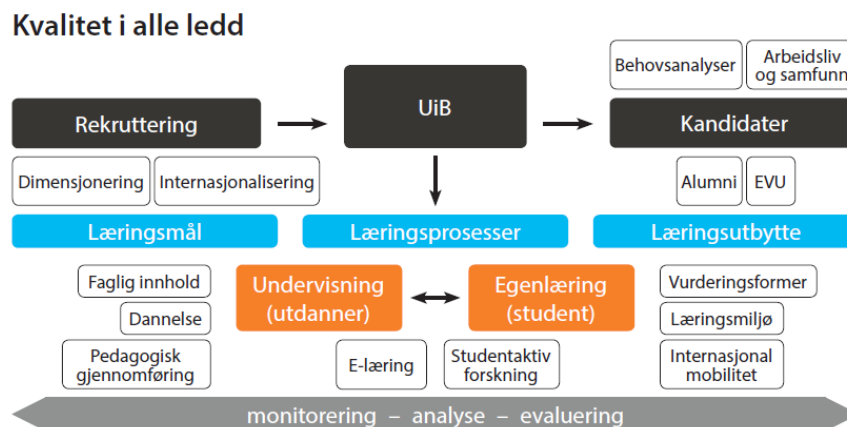 Kvalitet i alle ledd
Behovsanalyser
Arbeidsliv
og samfunn
Rekruttering
UiB
Kandidater
Dimensjonering
Internasjonalisering
Alumni
EVU
Læringsmål
Læringsprosesser
Læringsutbytte
Faglig innhold
Dannelse
Pedagogisk
gjennomføring
Undervisning
(utdanner)
Egenlæring
(student)
E-læring
Studentaktiv
forskning
Vurderingsformer
Læringsmiljø
Internasjonal
mobilitet
monitorering – analyse – evaluering